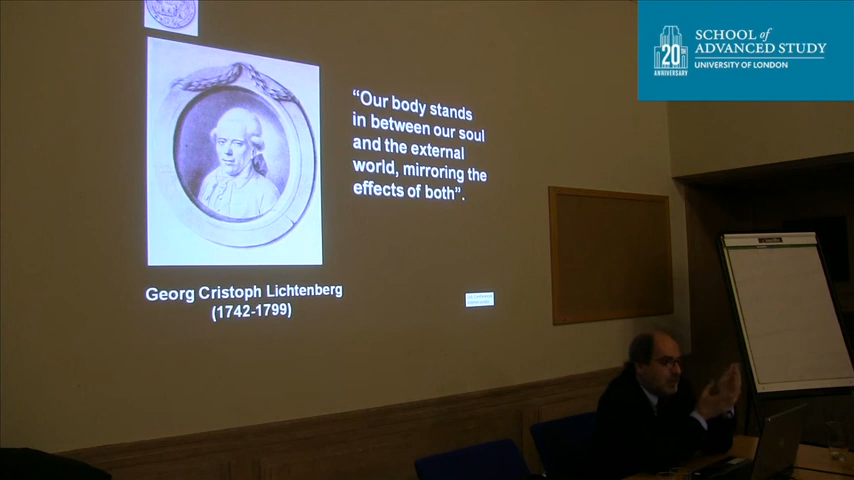 SCHOOL of
ADVANCED STUDY
UNIVERSITY OF LONDON
20
ANNIVERSARY
“Our body stands
in between our soul
and the external
world, mirroring the
effects of both”.
Georg Cristoph Lichtenberg
(1742-1799)